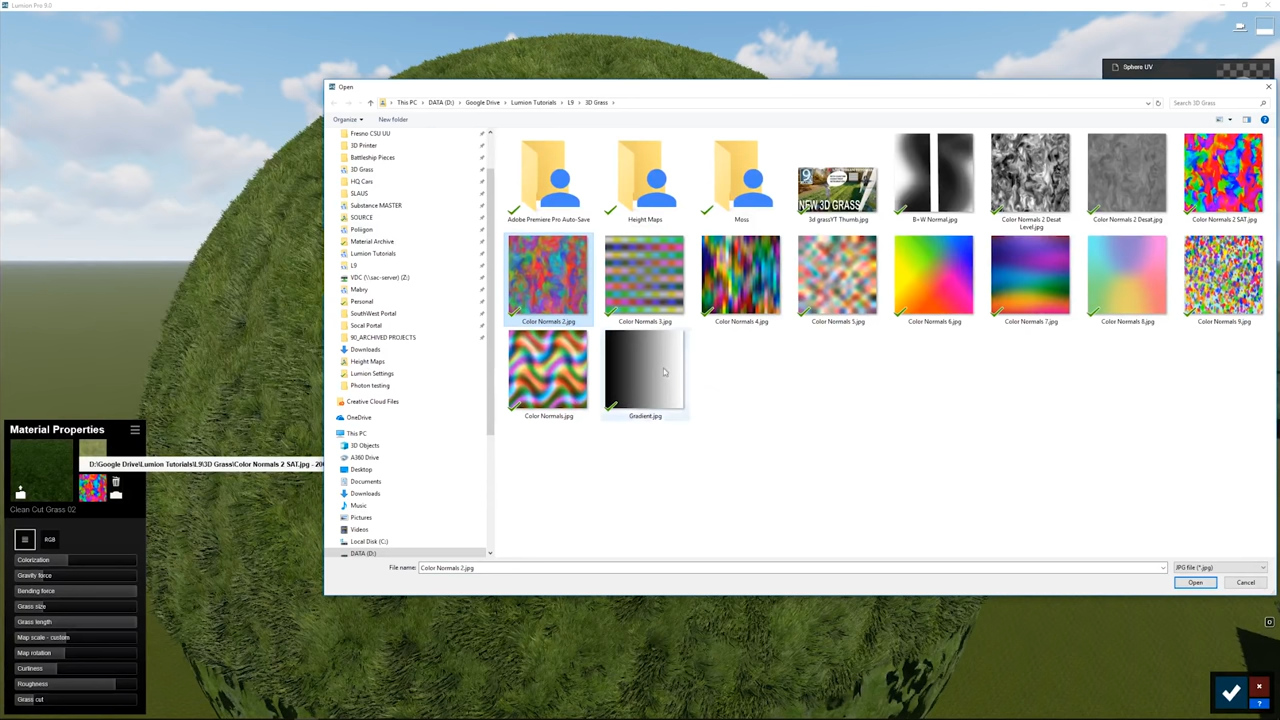 Lumion Pro 9.0
Sphere UV
Open
This PC
DATA (D:)
Google Drive
Lumion Tutorials
L9
3D Grass
Search 3D Grass
Organize
New folder
Fresno CSU UU
3D Printer
Battleship Pieces
3D Grass
HQ Cars
SLAUS
Substance MASTER
SOURCE
Poliigon
Material Archive
Lumion Tutorials
L9
VDC (\\sac-server) (Z:)
Mabry
Personal
SouthWest Portal
Socal Portal
90_ARCHIVED PROJECTS
Downloads
Height Maps
Lumion Settings
Photon testing
Creative Cloud Files
OneDrive
This PC
3D Objects
A360 Drive
Desktop
Documents
Downloads
Music
Pictures
Videos
Local Disk (C:)
DATA (D:)
Adobe Premiere Pro Auto-Save
Height Maps
Moss
9
NEW 3D GRASS
3d grassYT Thumb.jpg
B+W Normal.jpg
Color Normals 2 Desat
Level.jpg
Color Normals 2 Desat.jpg
Color Normals 2 SAT.jpg
Color Normals 2.jpg
Color Normals 3.jpg
Color Normals 4.jpg
Color Normals 5.jpg
Color Normals 6.jpg
Color Normals 7.jpg
Color Normals 8.jpg
Color Normals 9.jpg
Color Normals.jpg
Gradient.jpg
File name:
Color Normals 2.jpg
JPG file (*.jpg)
Open
Cancel
Material Properties
D:\Google Drive\Lumion Tutorials\L9\3D Grass\Color Normals 2 SAT.jpg - 200
Clean Cut Grass 02
RGB
Colorization
Gravity force
Bending force
Grass size
Grass length
Map scale - custom
Map rotation
Curliness
Roughness
Grass cut